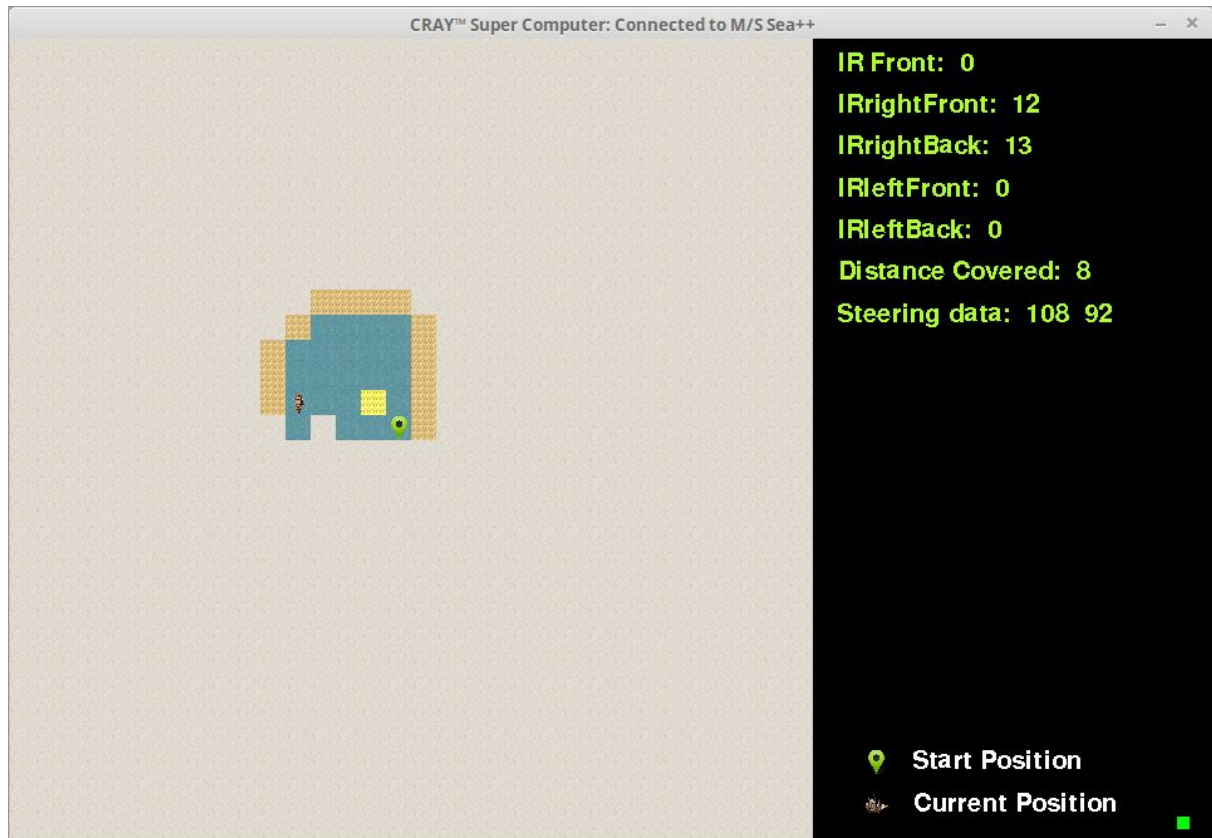 CRAY™ Super Computer: Connected to M/S Sea++
IR Front: 0
IRrightFront: 12
IRrightBack: 13
IRleftFront: 0
IRleftBack: 0
Distance Covered: 8
Steering data: 108 92
Start Position
Current Position